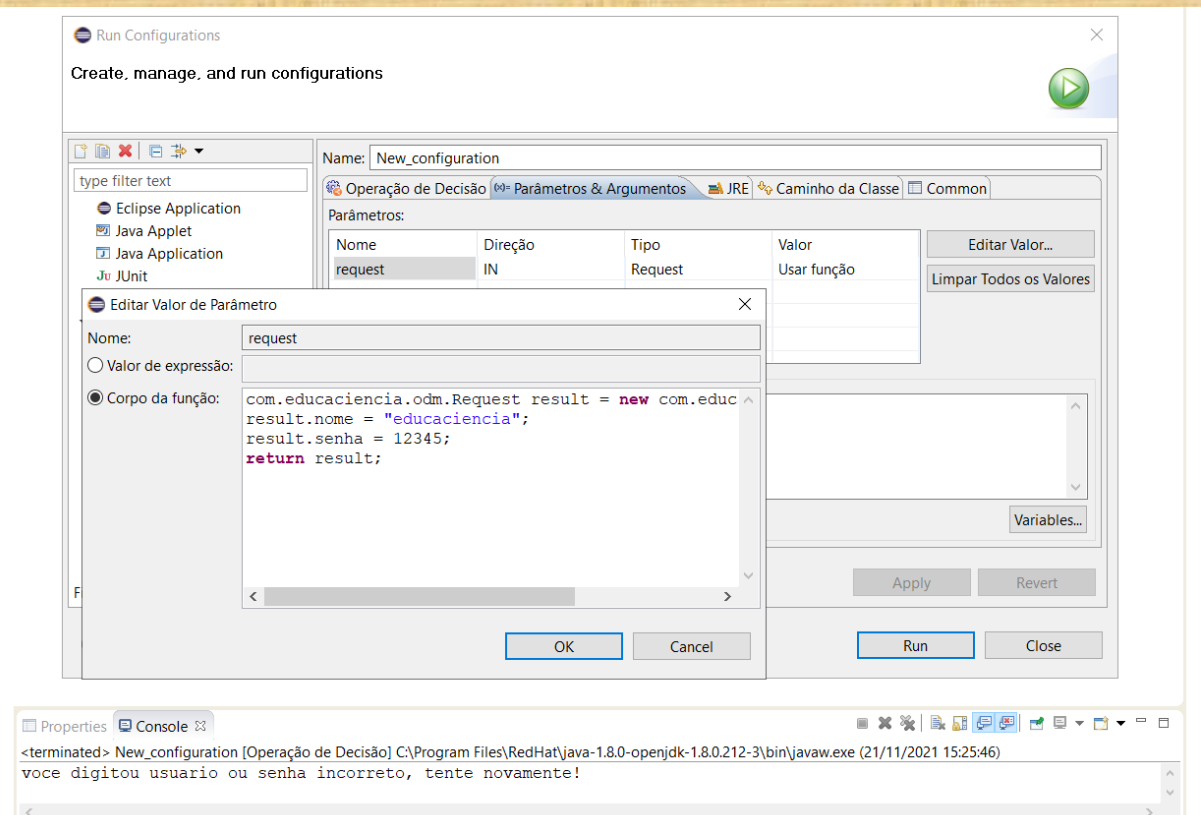 Run Configurations
Create, manage, and run configurations
type filter text
Eclipse Application
Java Applet
Java Application
Ju JUnit
Name: New_configuration
Operação de Decisão (x)= Parâmetros & Argumentos JRE Caminho da Classe Common
Parâmetros:
Nome Direção Tipo Valor
request IN Request Usar função
Editar Valor...
Limpar Todos os Valores
Editar Valor de Parâmetro
Nome: request
Valor de expressão:
Corpo da função:
com.educaciencia.odm.Request result = new com.educ
result.nome = "educaciencia";
result.senha = 12345;
return result;
OK Cancel
Variables...
Apply Revert
Run Close
Properties Console
<terminated> New_configuration [Operação de Decisão] C:\Program Files\RedHat\java-1.8.0-openjdk-1.8.0.212-3\bin\javaw.exe (21/11/2021 15:25:46)
voce digitou usuario ou senha incorreto, tente novamente!